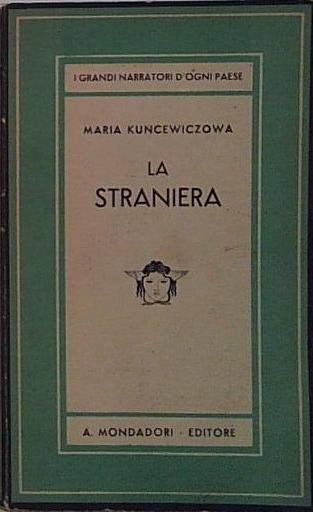 I GRANDI NARRATORI D'OGNI PAESE
MARIA KUNCEWICZOWA
LA
STRANIERA
A. MONDADORI · EDITORE